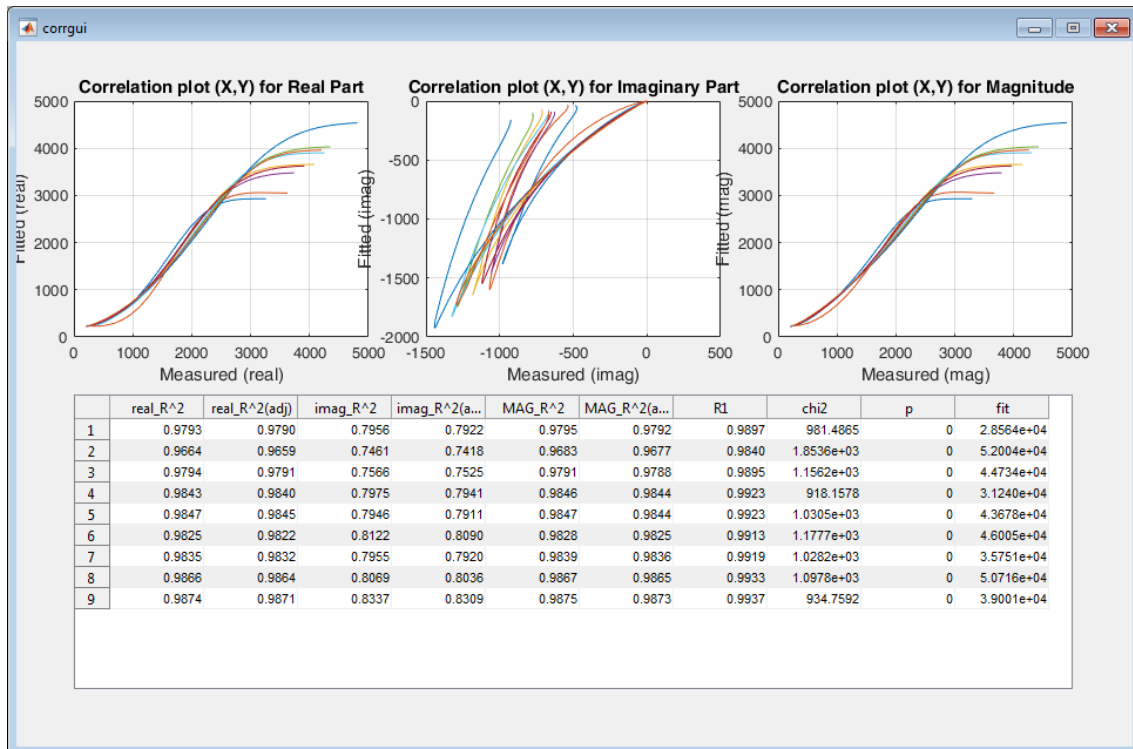 corrgui
Correlation plot (X,Y) for Real Part
5000
4000
3000
2000
1000
0
Fitted (real)
0 1000 2000 3000 4000 5000
Measured (real)
Correlation plot (X,Y) for Imaginary Part
0
-500
-1000
-1500
-2000
Fitted (imag)
-1500 -1000 -500 0 500
Measured (imag)
Correlation plot (X,Y) for Magnitude
5000
4000
3000
2000
1000
0
Fitted (mag)
0 1000 2000 3000 4000 5000
Measured (mag)
real_R^2 real_R^2(adj) imag_R^2 imag_R^2(a... MAG_R^2 MAG_R^2(a... R1 chi2 p fit
1 0.9793 0.9790 0.7956 0.7922 0.9795 0.9792 0.9897 981.4865 0 2.8564e+04
2 0.9664 0.9659 0.7461 0.7418 0.9683 0.9677 0.9840 1.8536e+03 0 5.2004e+04
3 0.9794 0.9791 0.7566 0.7525 0.9791 0.9788 0.9895 1.1562e+03 0 4.4734e+04
4 0.9843 0.9840 0.7975 0.7941 0.9846 0.9844 0.9923 918.1578 0 3.1240e+04
5 0.9847 0.9845 0.7946 0.7911 0.9847 0.9844 0.9923 1.0305e+03 0 4.3678e+04
6 0.9825 0.9822 0.8122 0.8090 0.9828 0.9825 0.9913 1.1777e+03 0 4.6005e+04
7 0.9835 0.9832 0.7955 0.7920 0.9839 0.9836 0.9919 1.0282e+03 0 3.5751e+04
8 0.9866 0.9864 0.8069 0.8036 0.9867 0.9865 0.9933 1.0978e+03 0 5.0716e+04
9 0.9874 0.9871 0.8337 0.8309 0.9875 0.9873 0.9937 934.7592 0 3.9001e+04